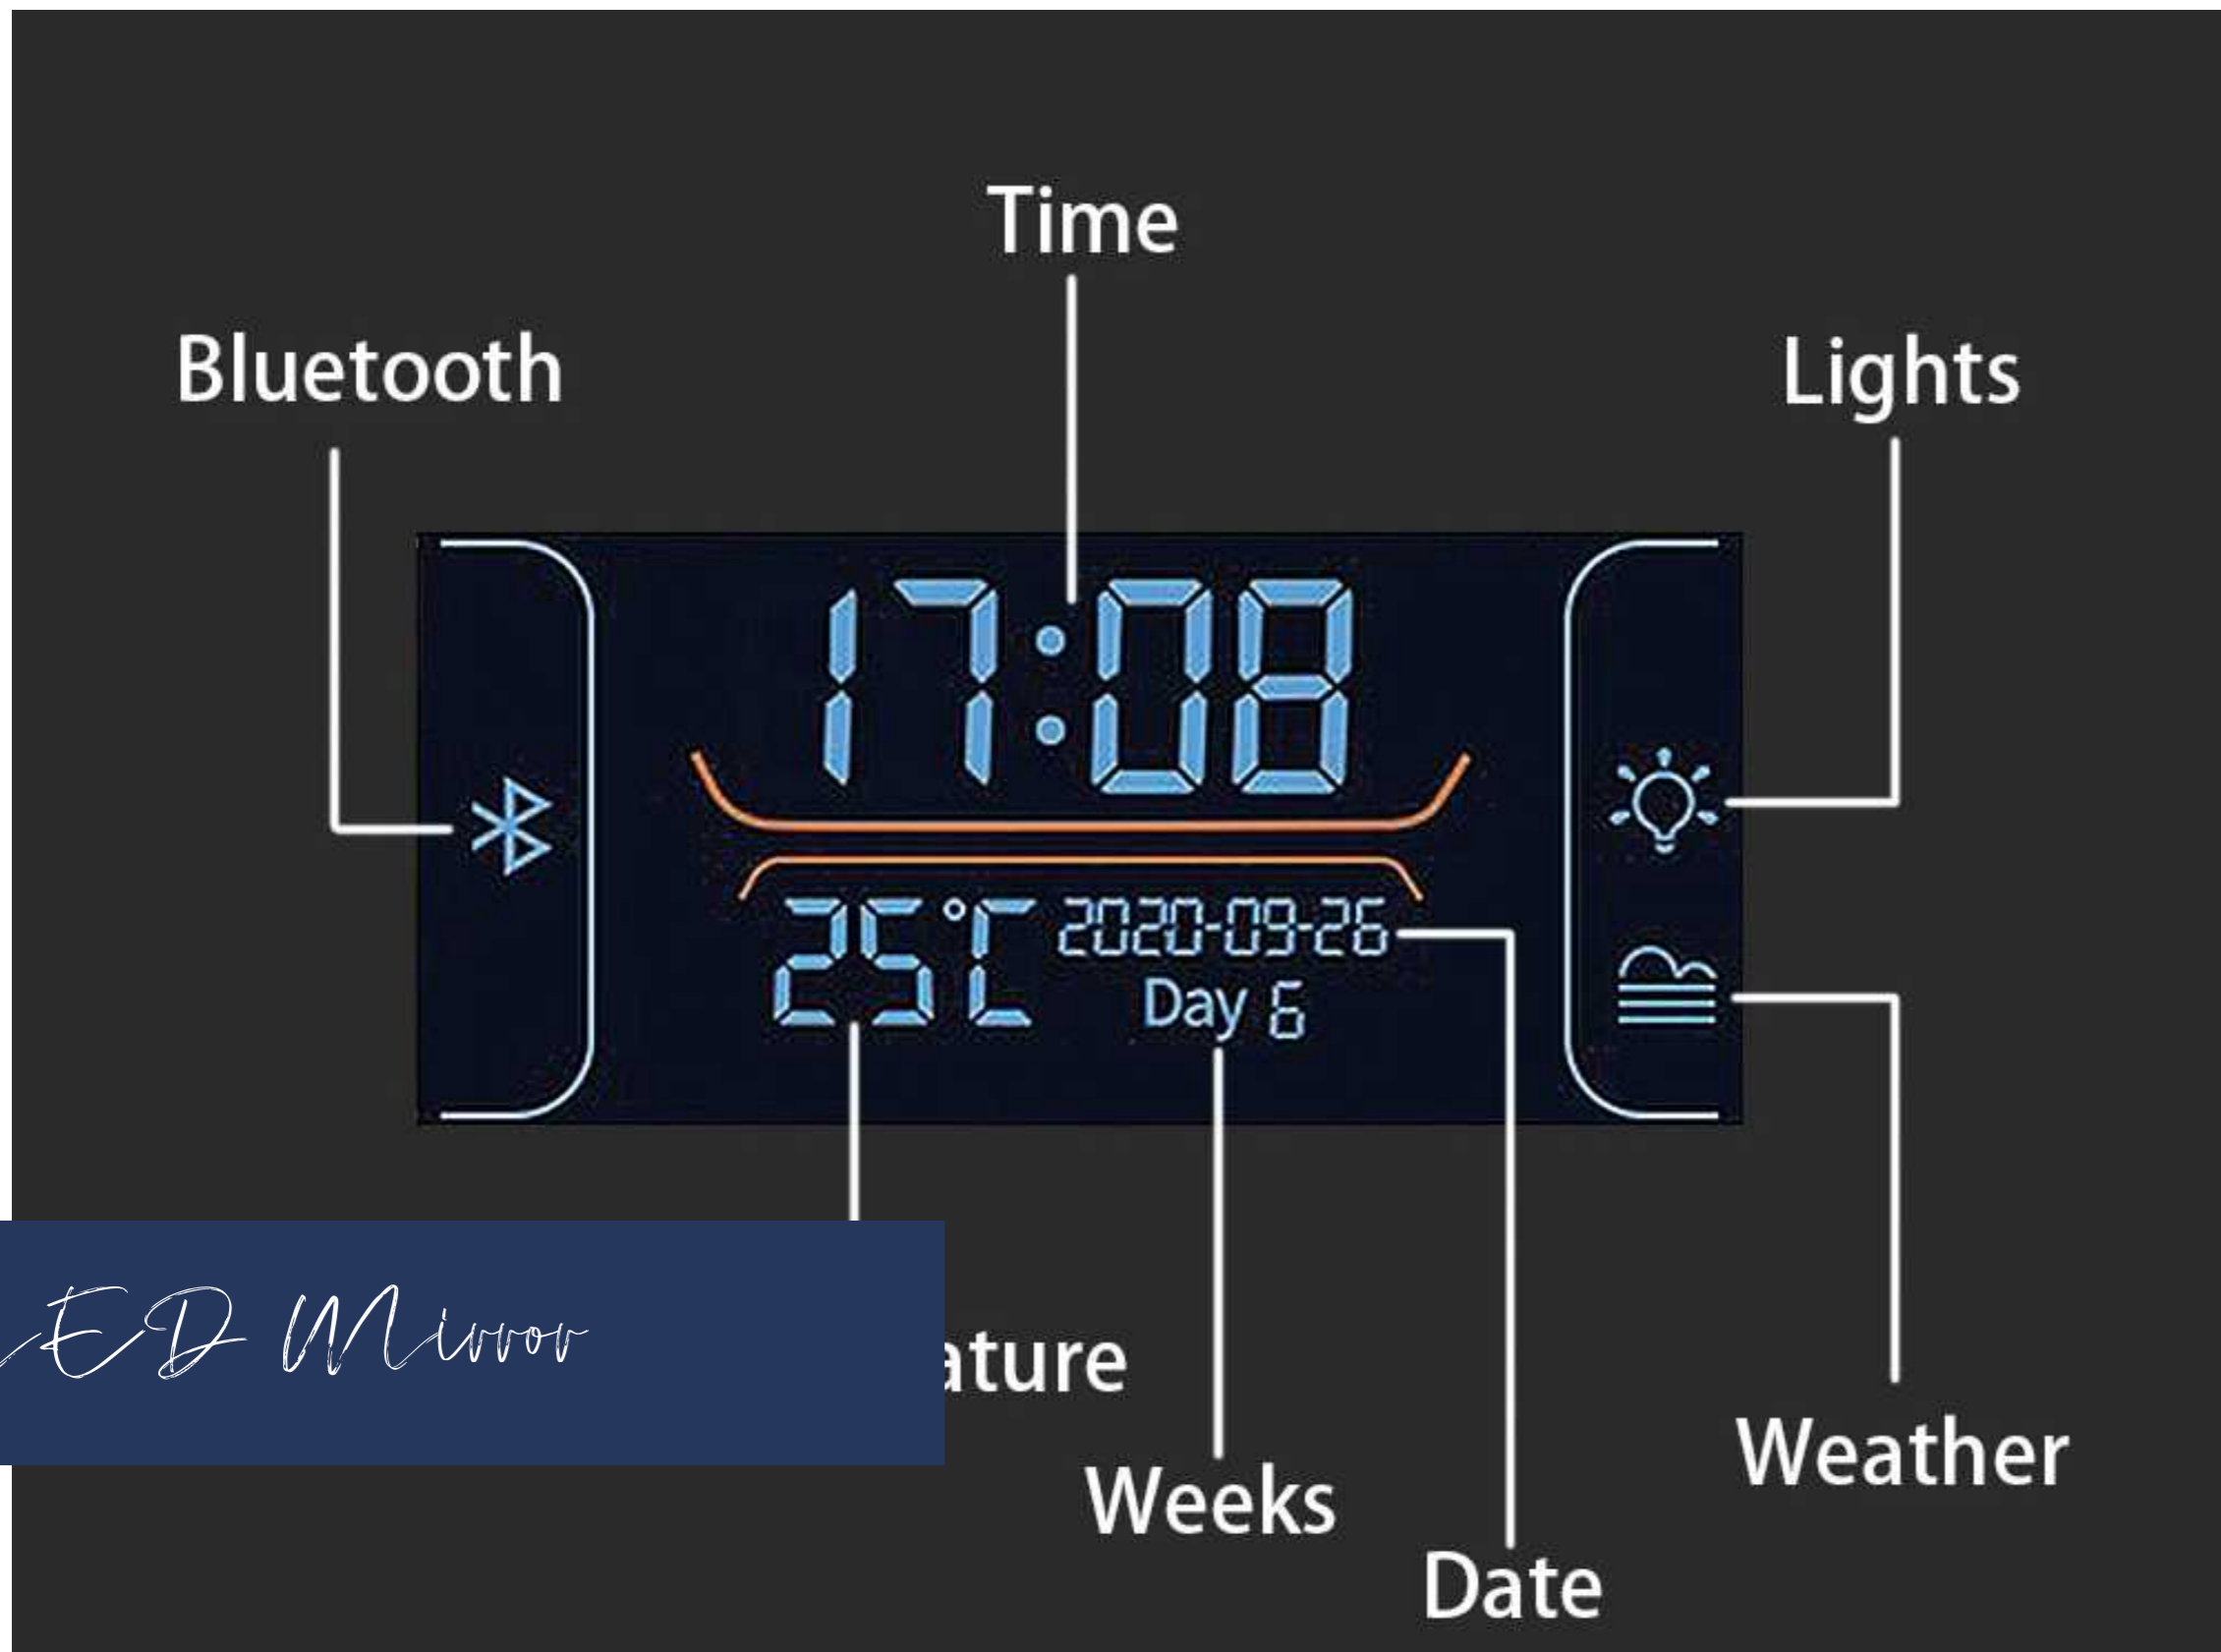 Time
Bluetooth
Lights
17:08
25°C
2020-09-26
Day 6
ED Mirror
ature
Weeks
Weather
Date